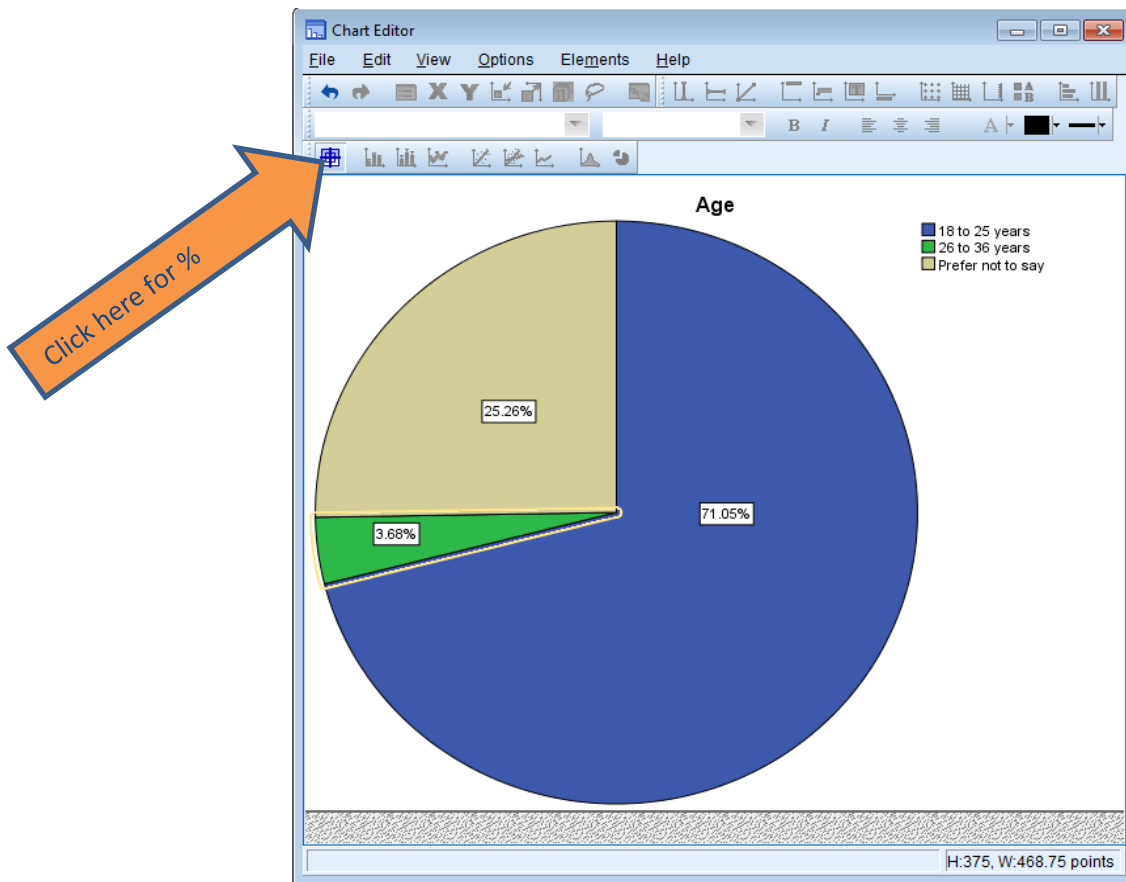 Chart Editor
File Edit View Options Elements Help
X Y
B I A
Click here for %
Age
18 to 25 years
26 to 36 years
Prefer not to say
25.26%
71.05%
3.68%
H:375, W:468.75 points